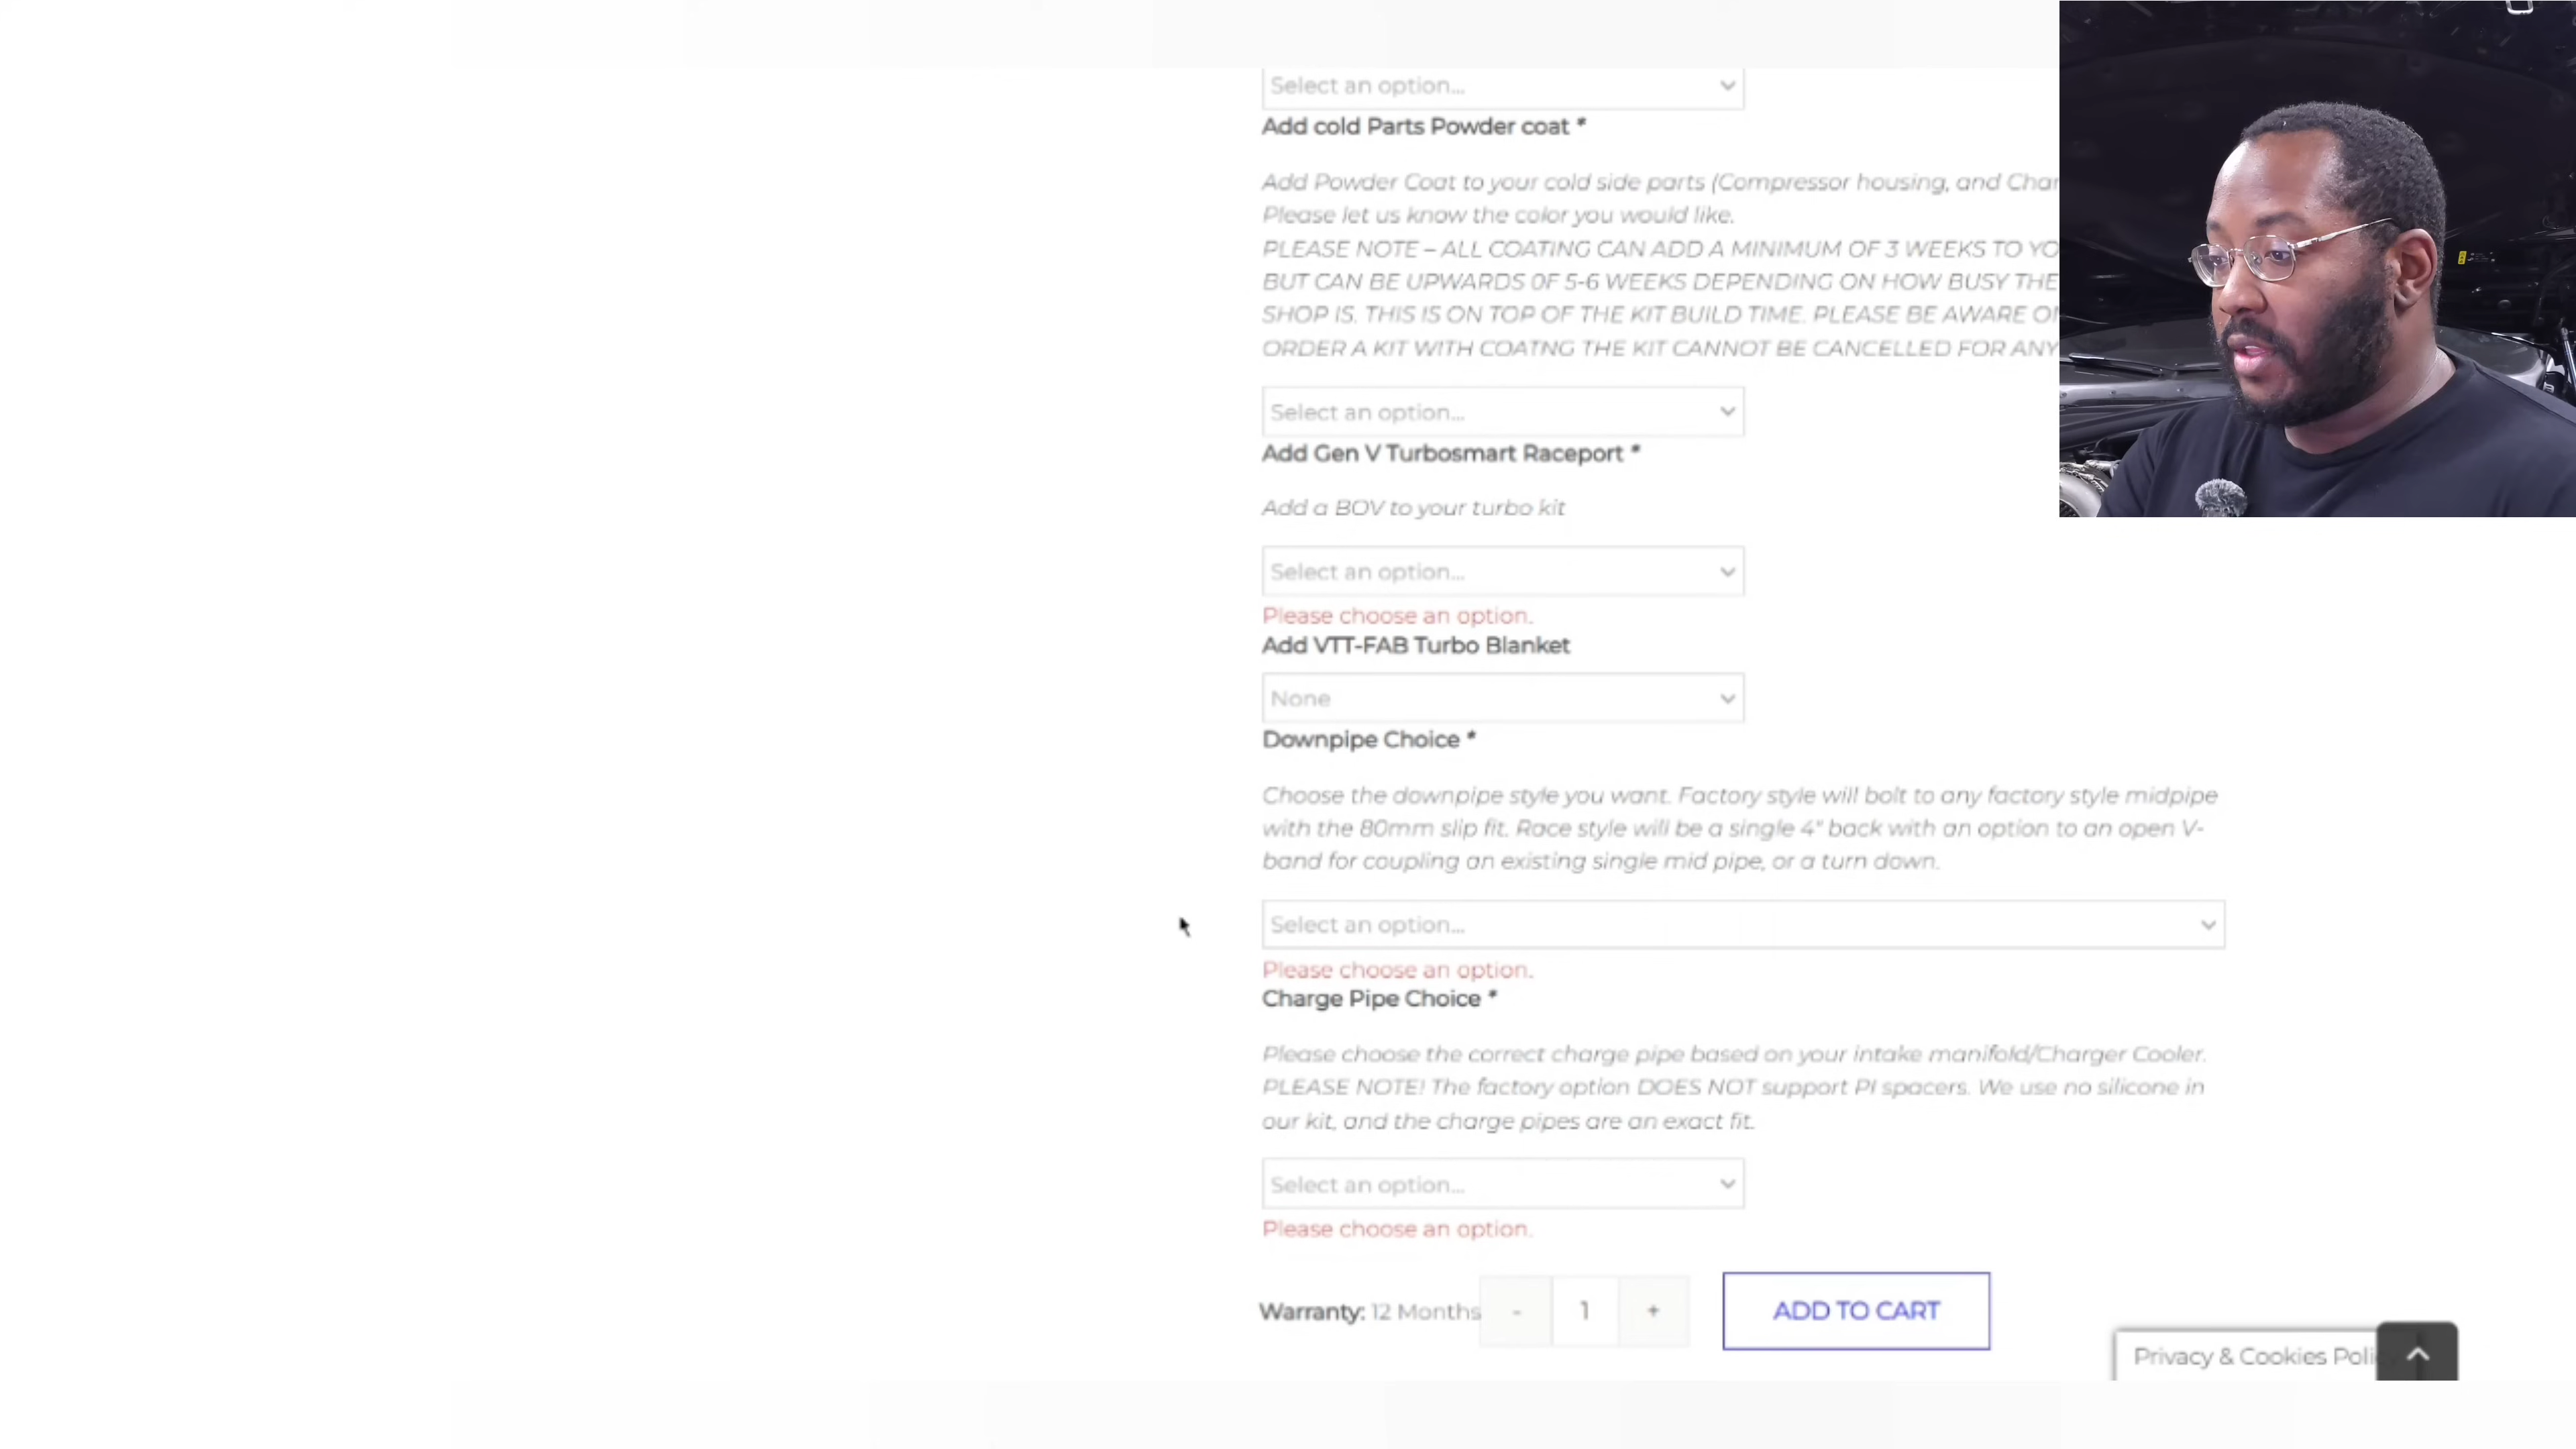 Select an option...
Add cold Parts Powder coat *
Add Powder Coat to your cold side parts (Compressor housing, and Char
Please let us know the color you would like.
PLEASE NOTE – ALL COATING CAN ADD A MINIMUM OF 3 WEEKS TO YO
BUT CAN BE UPWARDS 0F 5-6 WEEKS DEPENDING ON HOW BUSY THE
SHOP IS. THIS IS ON TOP OF THE KIT BUILD TIME. PLEASE BE AWARE ON
ORDER A KIT WITH COATNG THE KIT CANNOT BE CANCELLED FOR ANY
Select an option...
Add Gen V Turbosmart Raceport *
Add a BOV to your turbo kit
Select an option...
Please choose an option.
Add VTT-FAB Turbo Blanket
None
Downpipe Choice *
Choose the downpipe style you want. Factory style will bolt to any factory style midpipe
with the 80mm slip fit. Race style will be a single 4" back with an option to an open V-
band for coupling an existing single mid pipe, or a turn down.
Select an option...
Please choose an option.
Charge Pipe Choice *
Please choose the correct charge pipe based on your intake manifold/Charger Cooler.
PLEASE NOTE! The factory option DOES NOT support PI spacers. We use no silicone in
our kit, and the charge pipes are an exact fit.
Select an option...
Please choose an option.
Warranty: 12 Months - 1 + ADD TO CART
Privacy & Cookies Poli